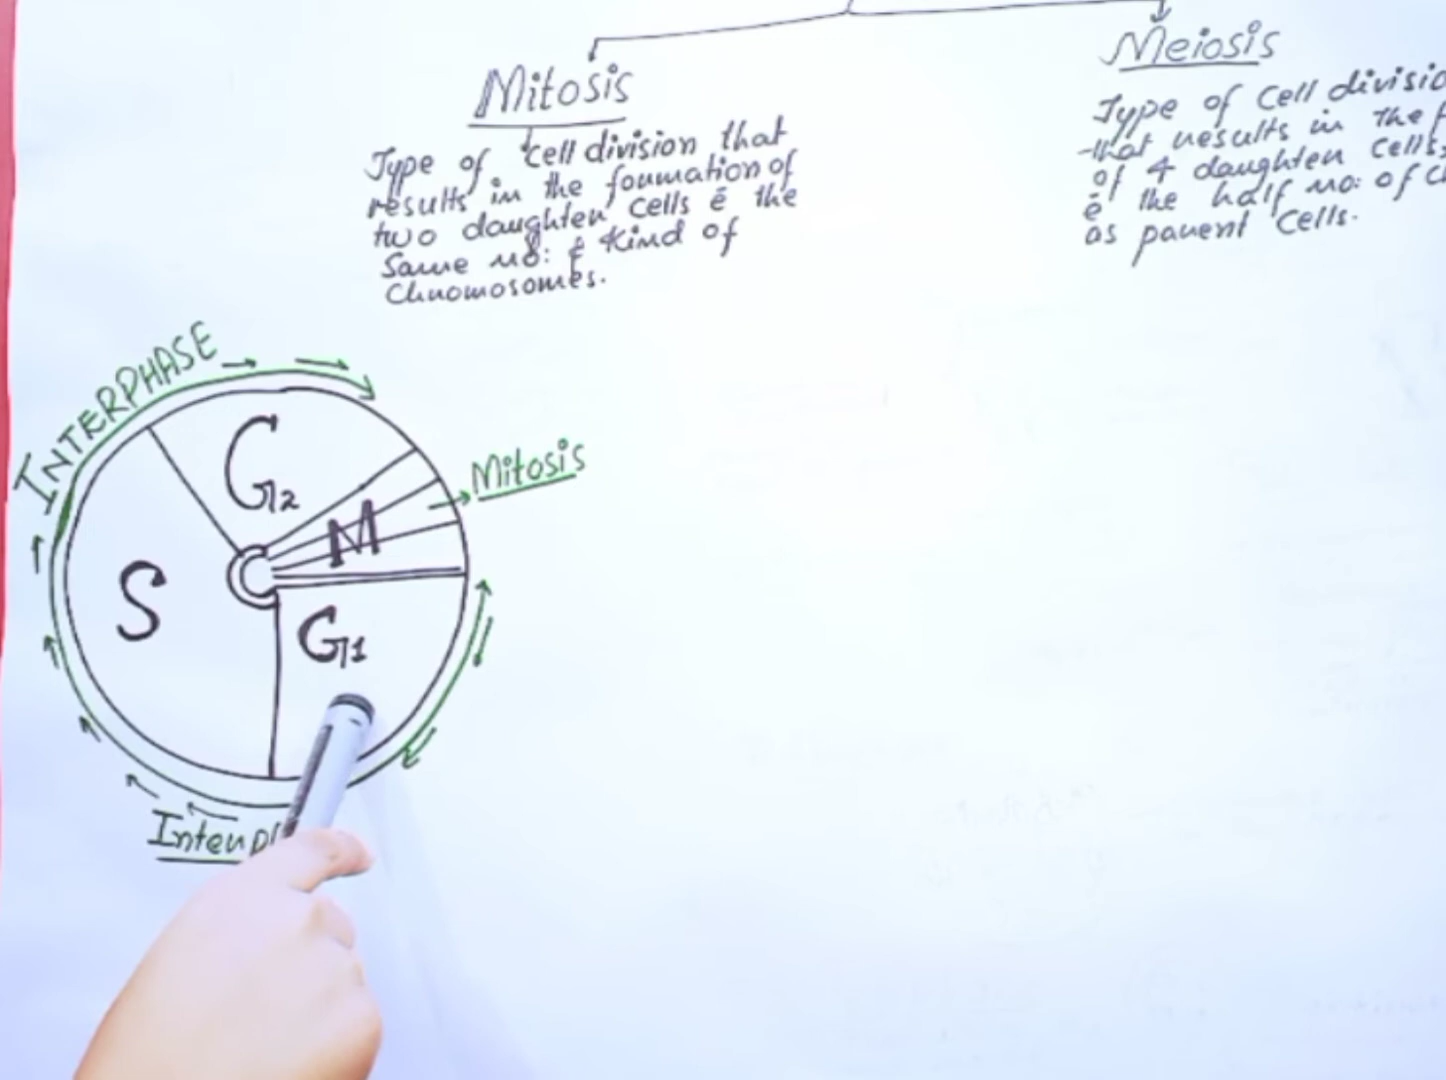 Mitosis
Type of cell division that
results in the formation of
two daughter cells ē the
Same no: & Kind of
Chromosomes.
Meiosis
Type of Cell divisio
that results in the f
of 4 daughter cells
ē the half no: of C
as parent Cells.
INTERPHASE
G2
Mitosis
M
S
G1
Interp